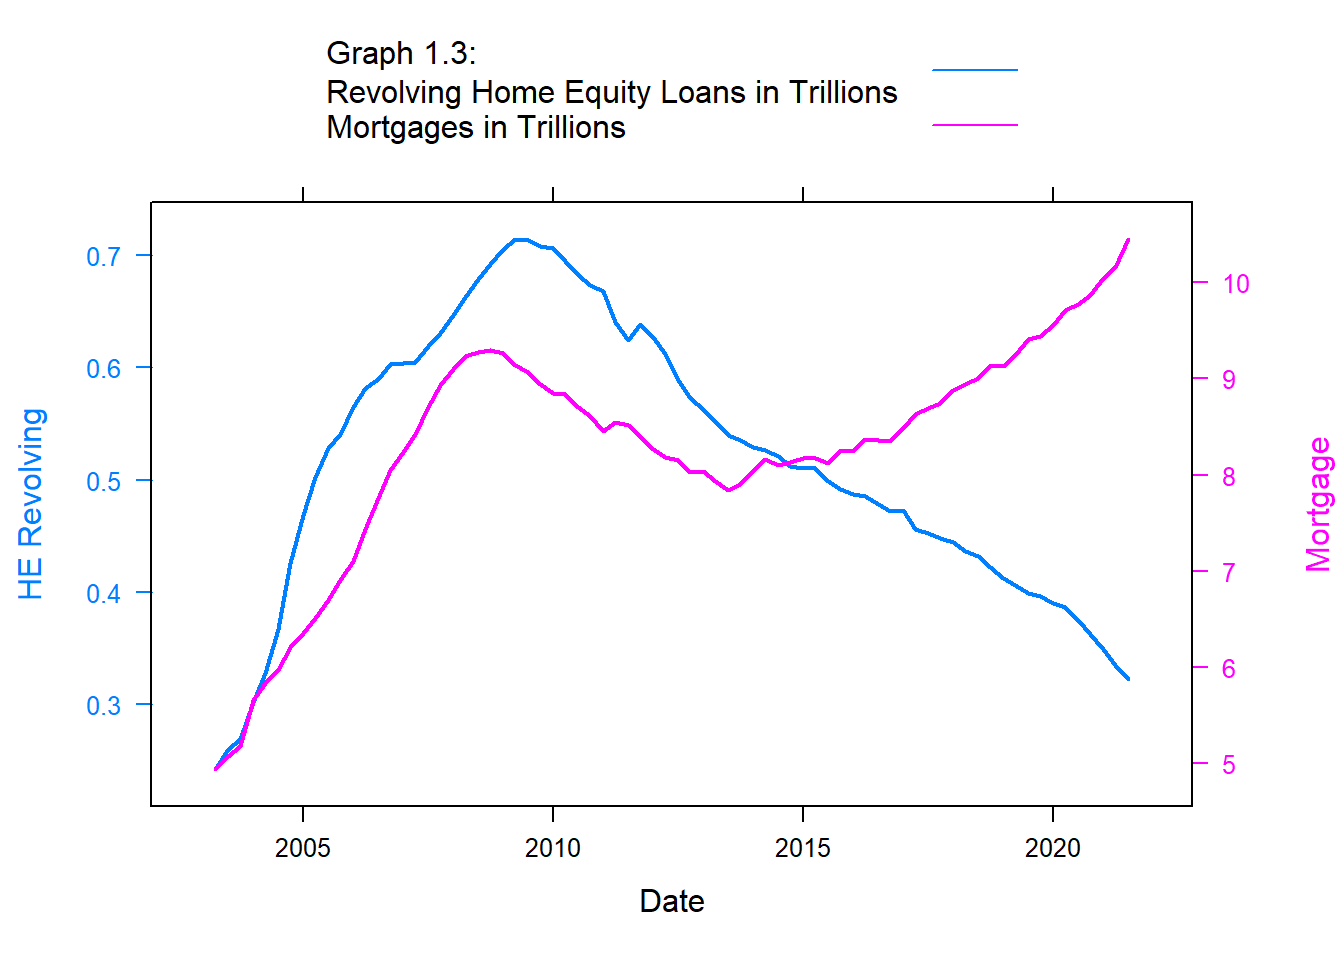 Graph 1.3:
Revolving Home Equity Loans in Trillions
Mortgages in Trillions
0.7
0.6
0.5
0.4
0.3
HE Revolving
10
9
8
7
6
5
Mortgage
2005
2010
2015
2020
Date